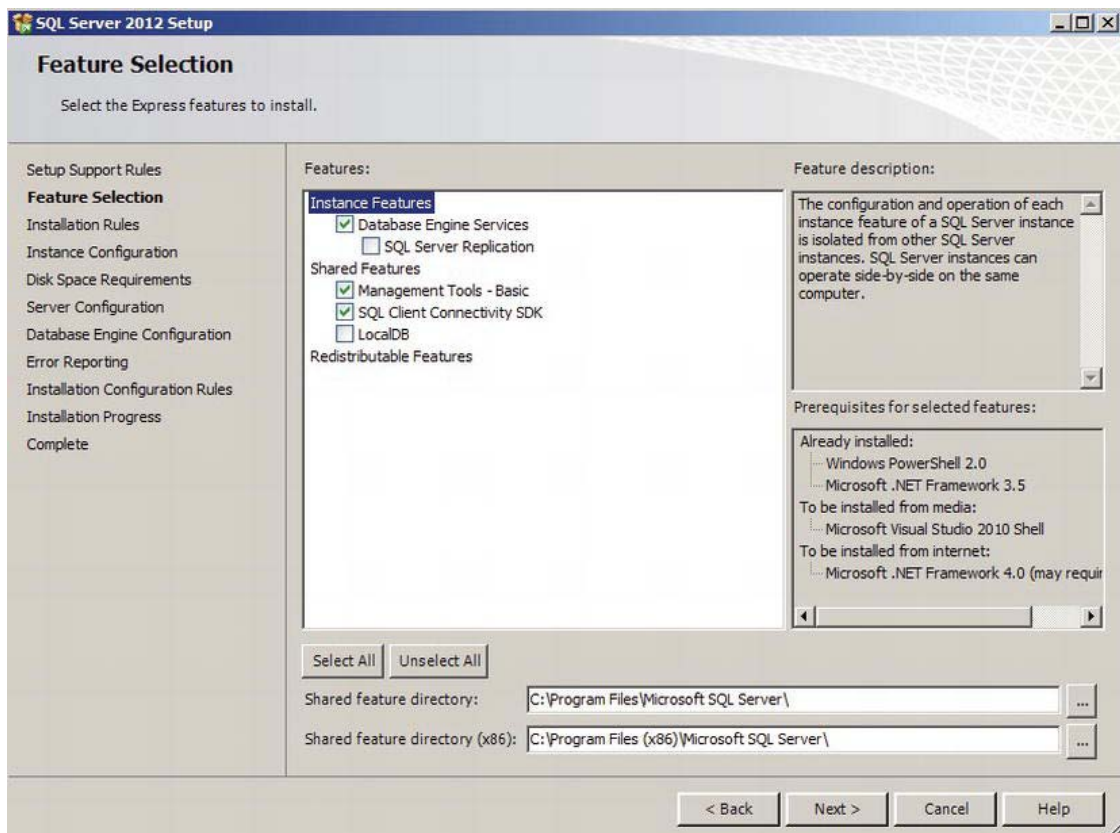 SQL Server 2012 Setup
Feature Selection
Select the Express features to install.
Setup Support Rules
Feature Selection
Installation Rules
Instance Configuration
Disk Space Requirements
Server Configuration
Database Engine Configuration
Error Reporting
Installation Configuration Rules
Installation Progress
Complete
Features:
Instance Features
Database Engine Services
SQL Server Replication
Shared Features
Management Tools - Basic
SQL Client Connectivity SDK
LocalDB
Redistributable Features
Feature description:
The configuration and operation of each
instance feature of a SQL Server instance
is isolated from other SQL Server
instances. SQL Server instances can
operate side-by-side on the same
computer.
Prerequisites for selected features:
Already installed:
Windows PowerShell 2.0
Microsoft .NET Framework 3.5
To be installed from media:
Microsoft Visual Studio 2010 Shell
To be installed from internet:
Microsoft .NET Framework 4.0 (may requir
Select All
Unselect All
Shared feature directory:
C:\Program Files\Microsoft SQL Server\
...
Shared feature directory (x86):
C:\Program Files (x86)\Microsoft SQL Server\
...
< Back
Next >
Cancel
Help